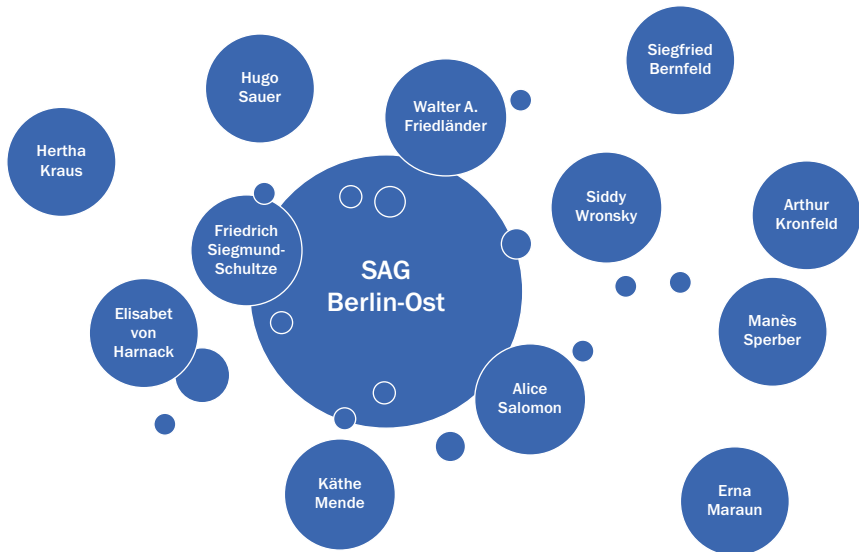 Siegfried
Bernfeld
Hugo
Sauer
Walter A.
Friedländer
Hertha
Kraus
Siddy
Wronsky
Arthur
Kronfeld
Friedrich
Siegmund-
Schultze
SAG
Berlin-Ost
Elisabet
von
Harnack
Manès
Sperber
Alice
Salomon
Käthe
Mende
Erna
Maraun